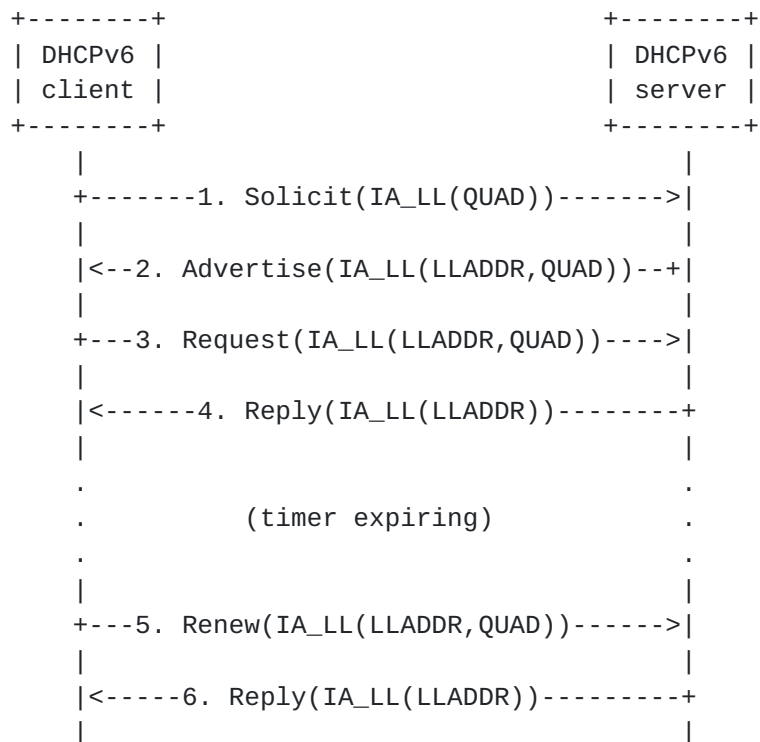 +--------+                            +--------+
| DHCPv6 |                            | DHCPv6 |
| client |                            | server |
+--------+                            +--------+
    |                                      |
    +-------1. Solicit(IA_LL(QUAD))------->|
    |                                      |
    |<--2. Advertise(IA_LL(LLADDR,QUAD))--+|
    |                                      |
    +---3. Request(IA_LL(LLADDR,QUAD))---->|
    |                                      |
    |<------4. Reply(IA_LL(LLADDR))--------+
    |                                      |
    .                                      .
    .          (timer expiring)            .
    .                                      .
    |                                      |
    +---5. Renew(IA_LL(LLADDR,QUAD))------>|
    |                                      |
    |<-----6. Reply(IA_LL(LLADDR))---------+
    |                                      |